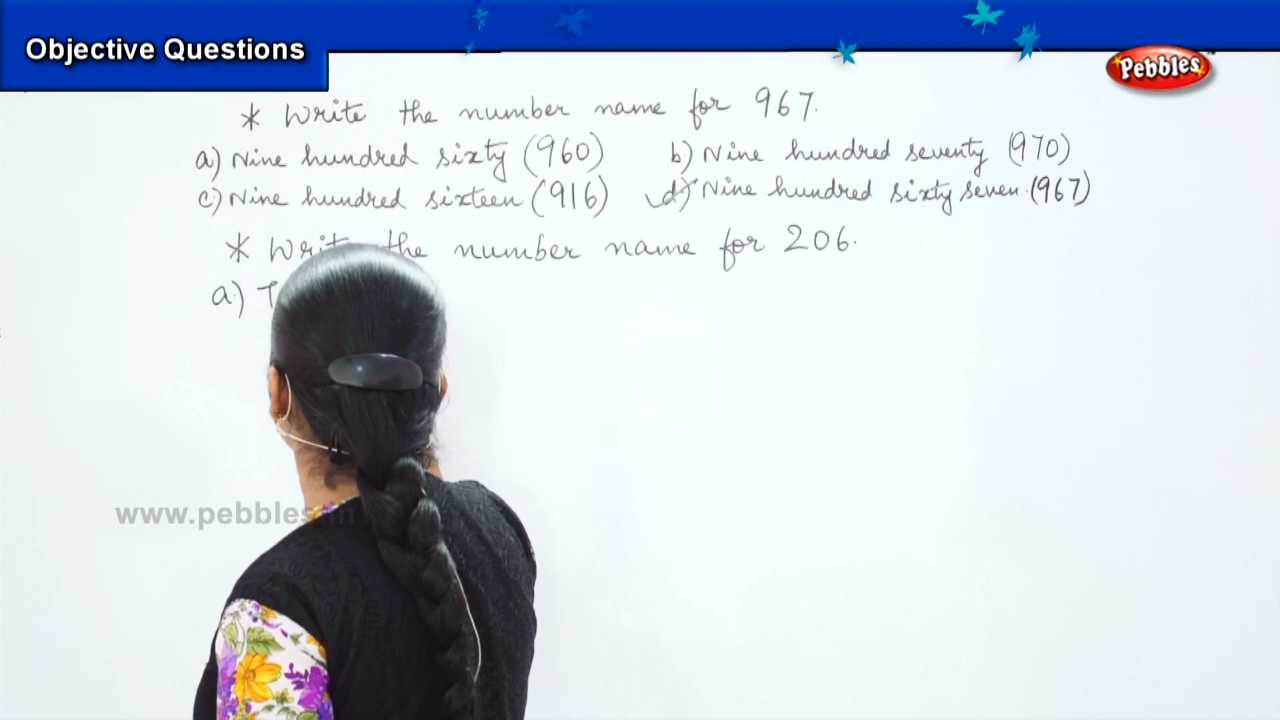 Objective Questions
Pebbles
* Write the number name for 967.
a) Nine hundred sixty (960) b) Nine hundred seventy (970)
c) Nine hundred sixteen (916) d) Nine hundred sixty seven. (967)
* Write the number name for 206.
a) T
www.pebbles